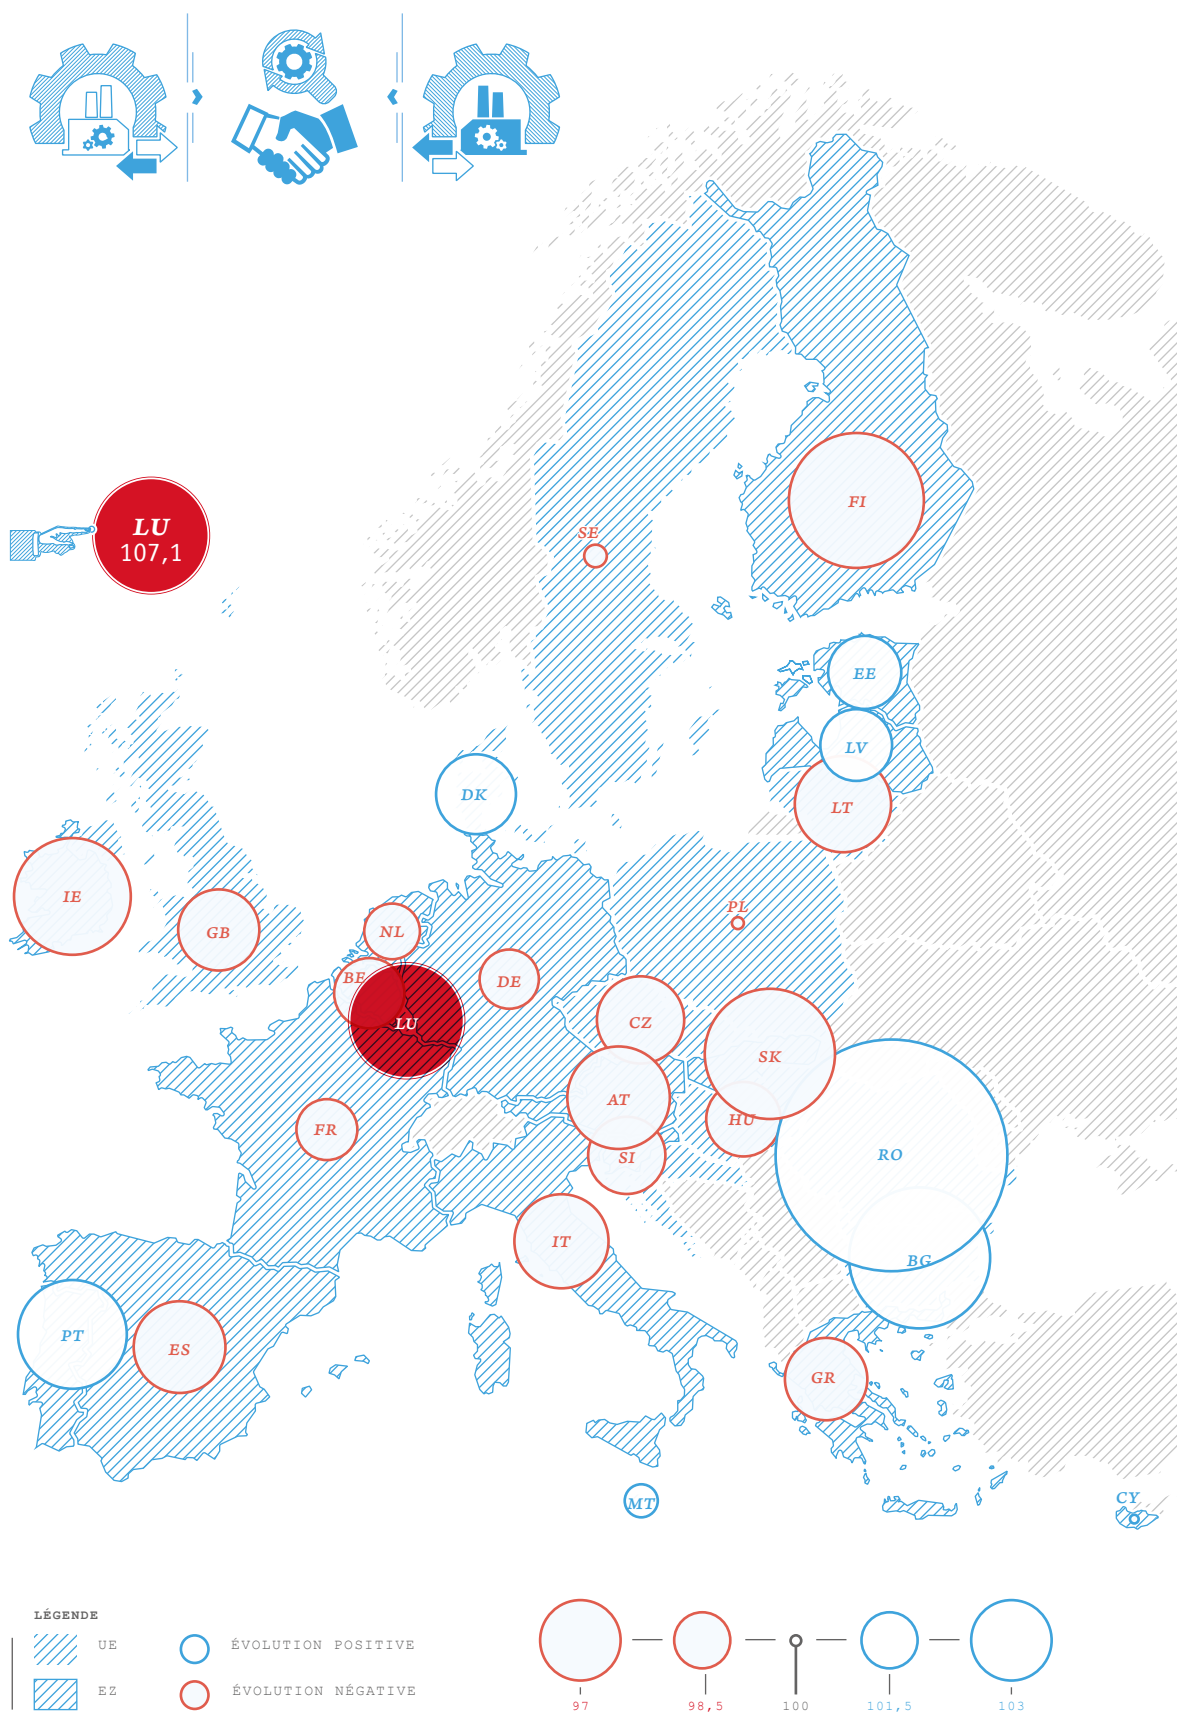 LU
107,1
FI
SE
EE
LV
LT
DK
IE
GB
NL
PL
BE
DE
LU
CZ
SK
AT
HU
FR
SI
RO
IT
BG
PT
ES
GR
MT
CY
LÉGENDE
UE
ÉVOLUTION POSITIVE
EZ
ÉVOLUTION NÉGATIVE
97
98,5
100
101,5
103